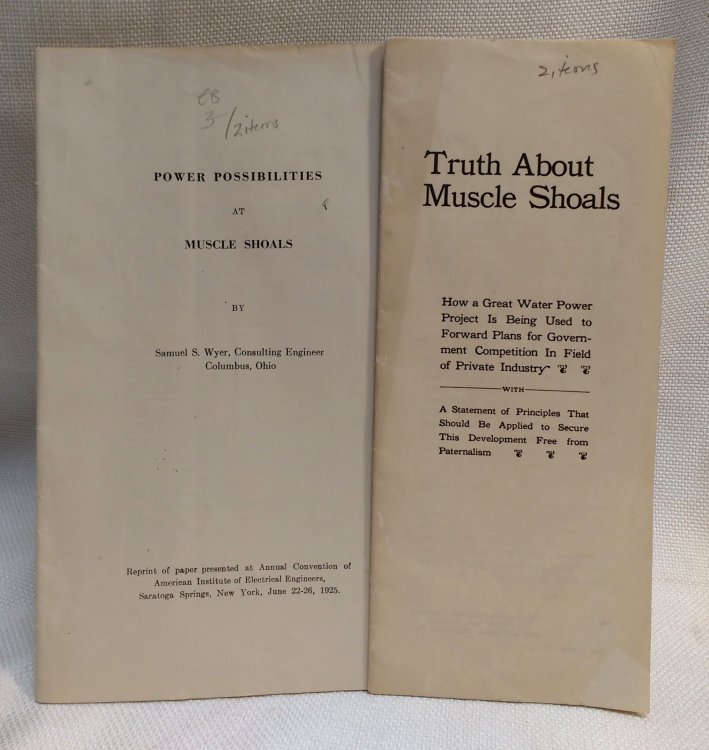 2 items
POWER POSSIBILITIES
AT
MUSCLE SHOALS
BY
Samuel S. Wyer, Consulting Engineer
Columbus, Ohio
Reprint of paper presented at Annual Convention of
American Institute of Electrical Engineers,
Saratoga Springs, New York, June 22-26, 1925.
2 items
Truth About
Muscle Shoals
How a Great Water Power
Project Is Being Used to
Forward Plans for Govern-
ment Competition In Field
of Private Industry
WITH
A Statement of Principles That
Should Be Applied to Secure
This Development Free from
Paternalism